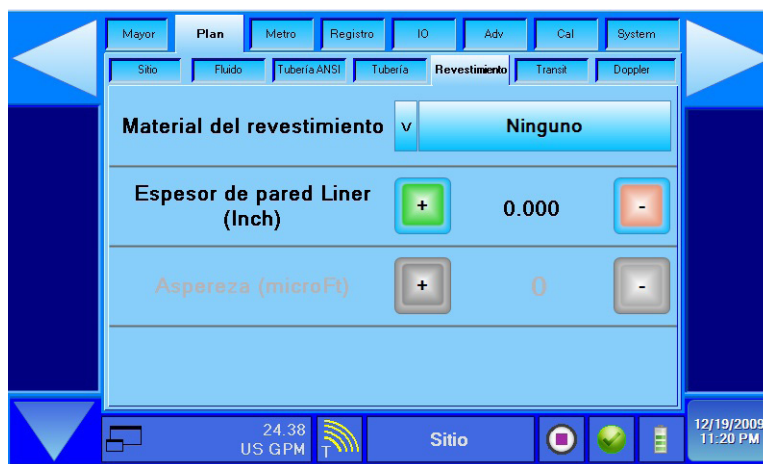 Mayor Plan Metro Registro IO Adv Cal System
Sitio Fluido Tubería ANSI Tubería Revestimiento Transit Doppler
Material del revestimiento v Ninguno
Espesor de pared Liner
(Inch) + 0.000 -
Aspereza (microFt) + 0 -
24.38
US GPM T Sitio
12/19/2009
11:20 PM